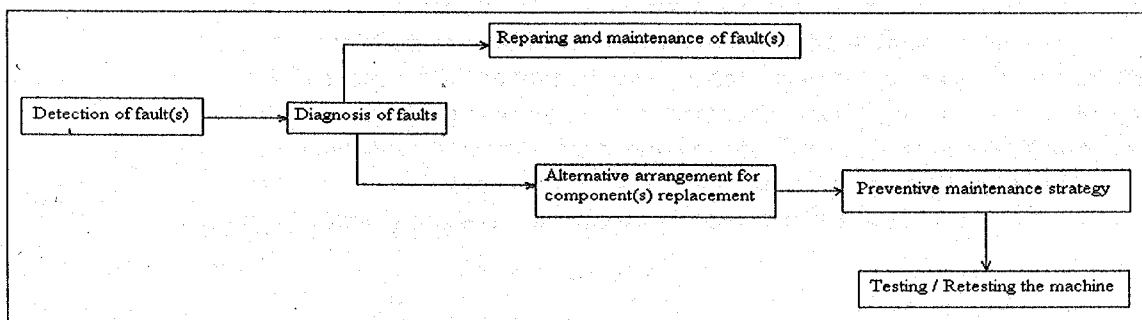 Reparing and maintenance of fault(s)
Detection of fault(s)
Diagnosis of faults
Alternative arrangement for
component(s) replacement
Preventive maintenance strategy
Testing / Retesting the machine